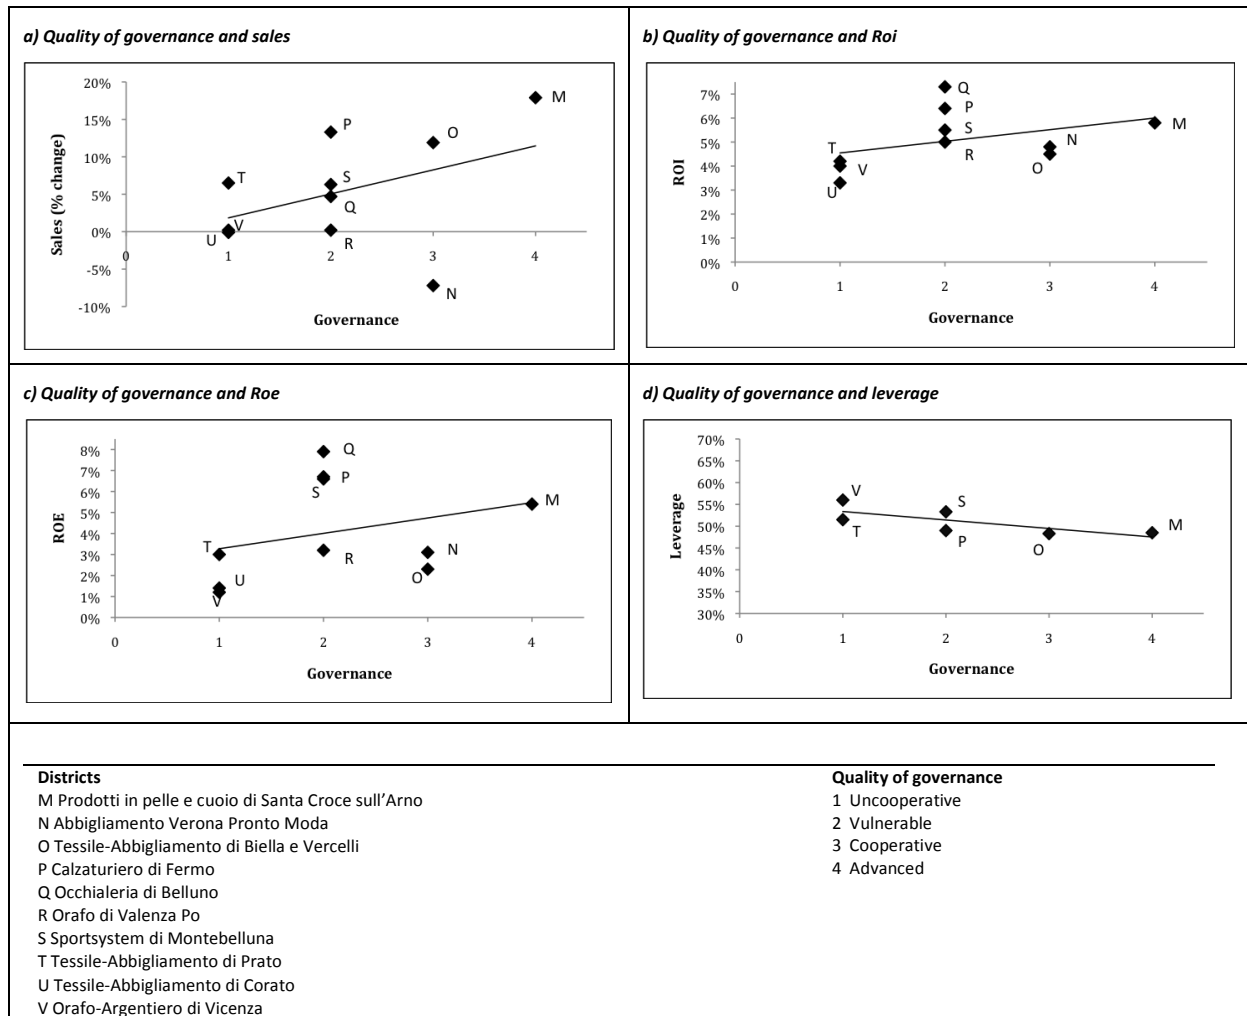 a) Quality of governance and sales
20%
15%
10%
5%
0%
-5%
-10%
Sales (% change)
M
P
O
T
S
Q
V
U
R
N
0
1
2
3
4
Governance
b) Quality of governance and Roi
7%
6%
5%
4%
3%
2%
1%
0%
ROI
Q
P
S
M
T
R
N
V
O
U
0
1
2
3
4
Governance
c) Quality of governance and Roe
8%
7%
6%
5%
4%
3%
2%
1%
0%
ROE
Q
P
S
M
T
R
N
U
O
V
0
1
2
3
4
Governance
d) Quality of governance and leverage
70%
65%
60%
55%
50%
45%
40%
35%
30%
Leverage
V
S
T
P
O
M
0
1
2
3
4
Governance
Districts
M Prodotti in pelle e cuoio di Santa Croce sull’Arno
N Abbigliamento Verona Pronto Moda
O Tessile-Abbigliamento di Biella e Vercelli
P Calzaturiero di Fermo
Q Occhialeria di Belluno
R Orafo di Valenza Po
S Sportsystem di Montebelluna
T Tessile-Abbigliamento di Prato
U Tessile-Abbigliamento di Corato
V Orafo-Argentiero di Vicenza
Quality of governance
1 Uncooperative
2 Vulnerable
3 Cooperative
4 Advanced